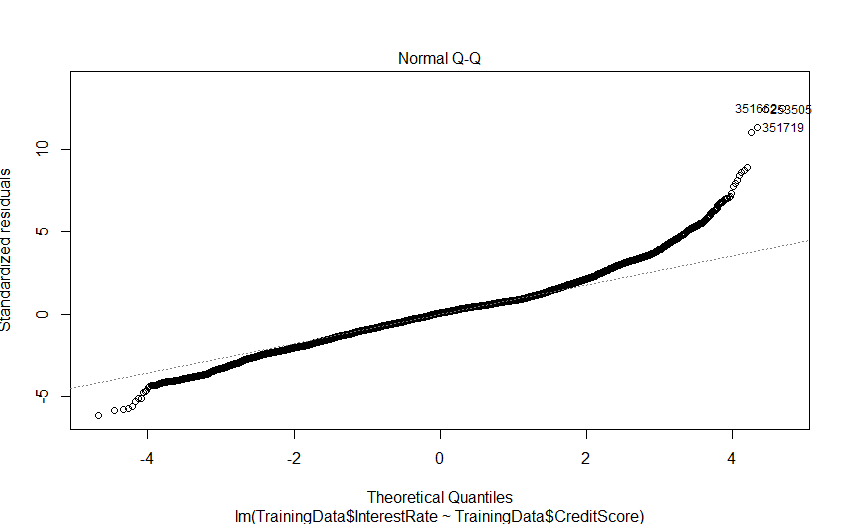 Normal Q-Q
Standardized residuals
10
5
0
-5
253505
351719
-4
-2
0
2
4
Theoretical Quantiles
lm(TrainingData$InterestRate ~ TrainingData$CreditScore)